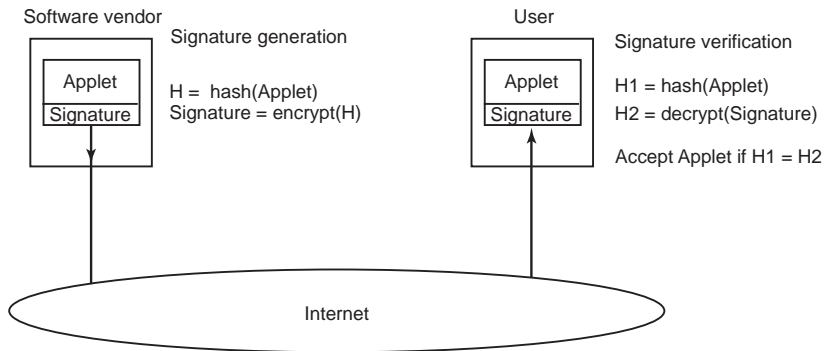 Software vendor
Signature generation
Applet
Signature
H = hash(Applet)
Signature = encrypt(H)
User
Signature verification
Applet
Signature
H1 = hash(Applet)
H2 = decrypt(Signature)
Accept Applet if H1 = H2
Internet